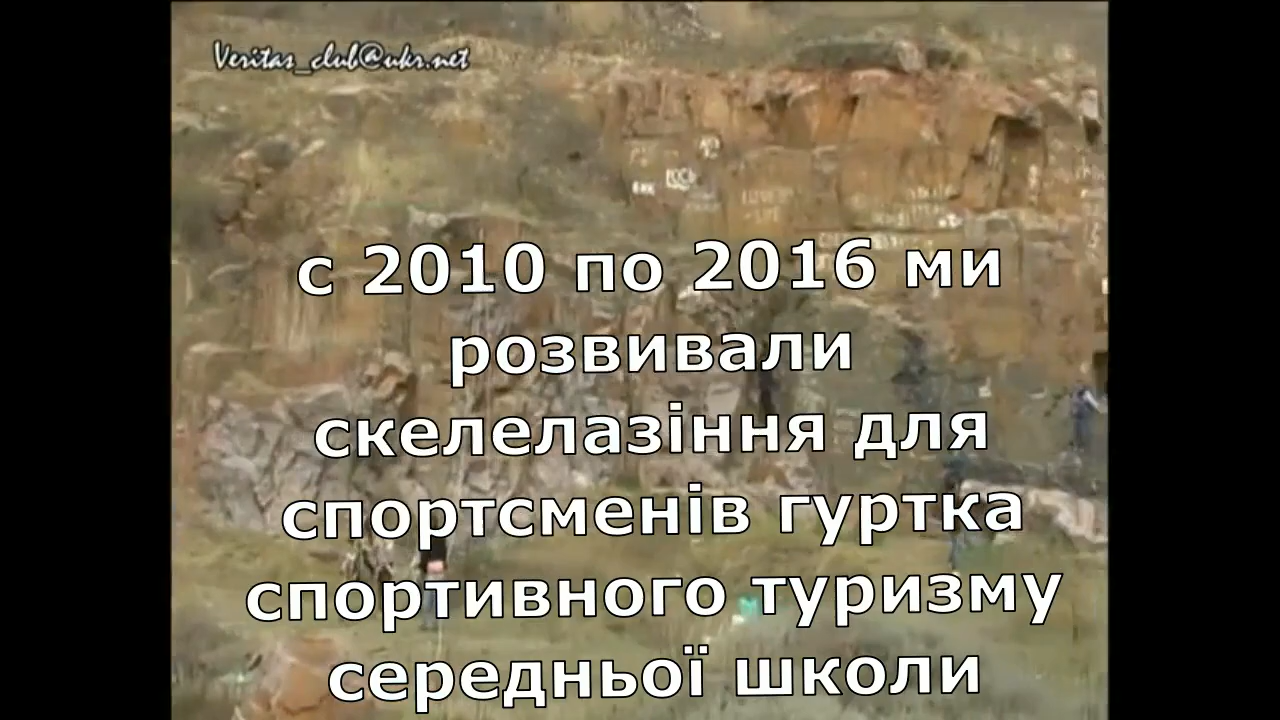 Veritas_club@ukr.net
с 2010 по 2016 ми
розвивали
скелелазіння для
спортсменів гуртка
спортивного туризму
середньої школи